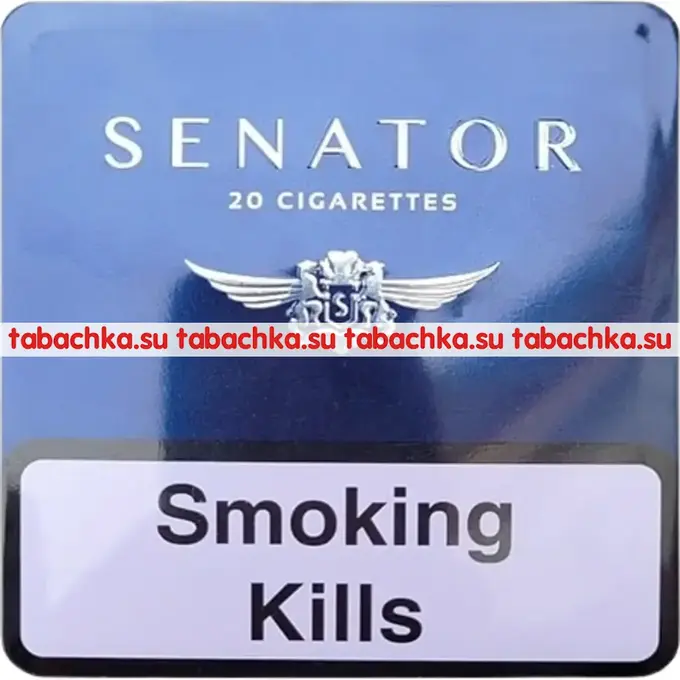 SENATOR
20 CIGARETTES
S
tabachka.su tabachka.su tabachka.su tabachka.su
Smoking
Kills